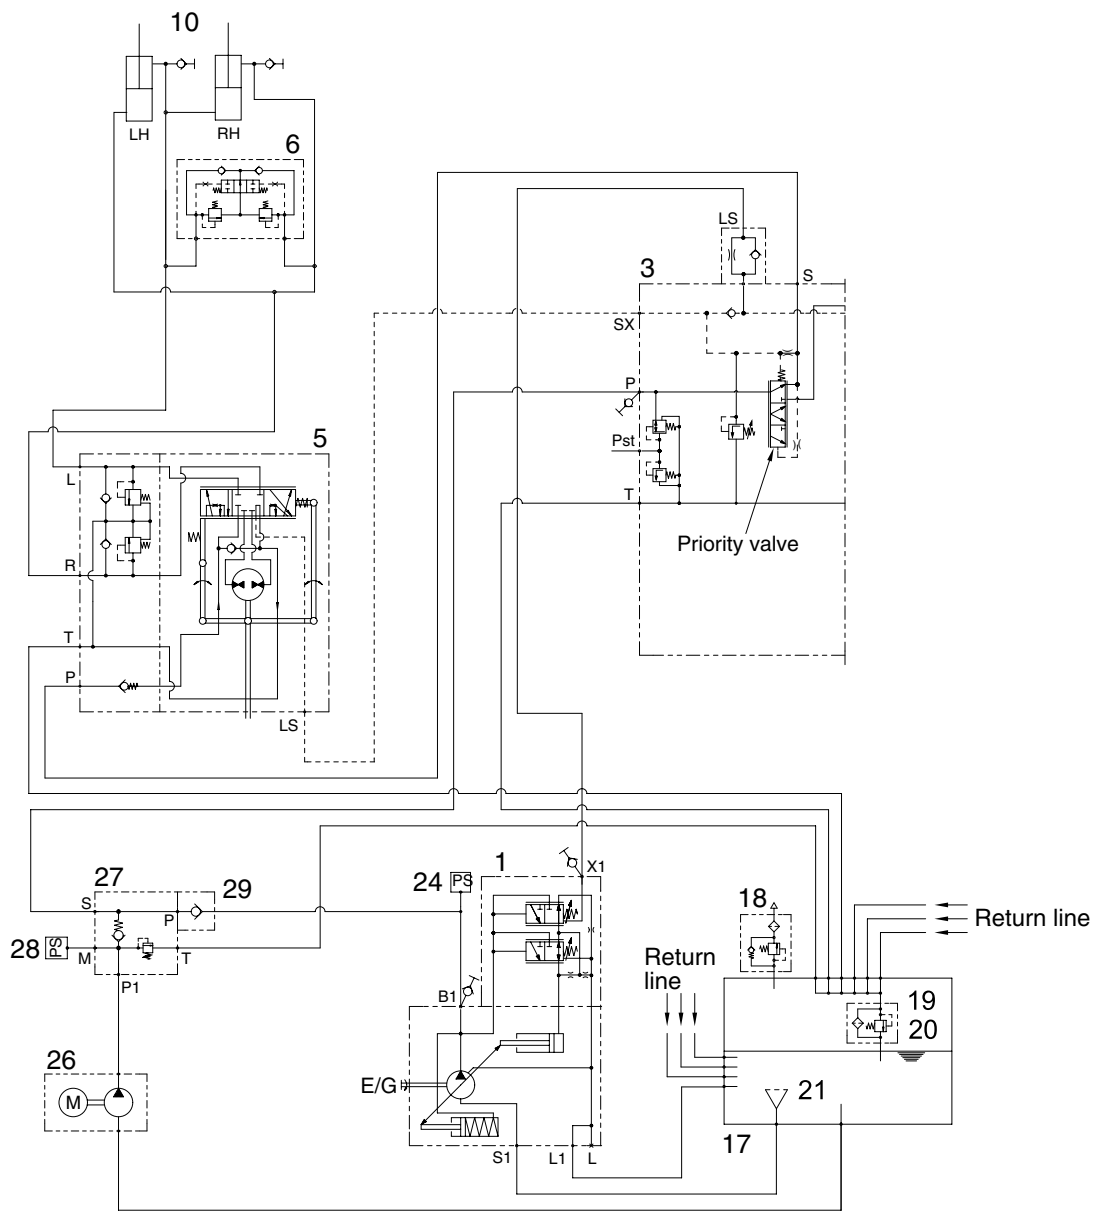 10
LH
RH
6
LS
S
3
SX
P
Pst
T
Priority valve
5
L
R
T
P
LS
1
X1
24
PS
27
29
S
P
28
PS
M
T
P1
18
Return line
Return
line
B1
19
20
26
M
E/G
21
17
S1
L1
L